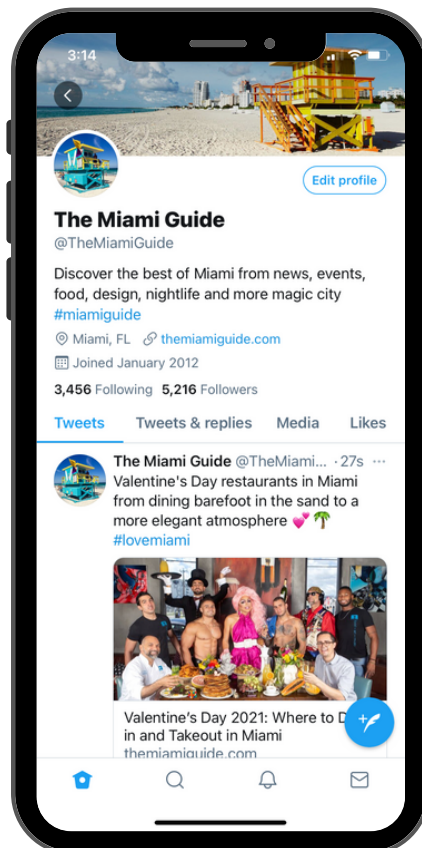 3:14
Edit profile
The Miami Guide
@TheMiamiGuide
Discover the best of Miami from news, events,
food, design, nightlife and more magic city
#miamiguide
Miami, FL themiamiguide.com
Joined January 2012
3,456 Following 5,216 Followers
Tweets Tweets & replies Media Likes
The Miami Guide @TheMiami... · 27s ···
Valentine's Day restaurants in Miami
from dining barefoot in the sand to a
more elegant atmosphere 💕🌴
#lovemiami
Valentine's Day 2021: Where to
in and Takeout in Miami
themiamiguide.com